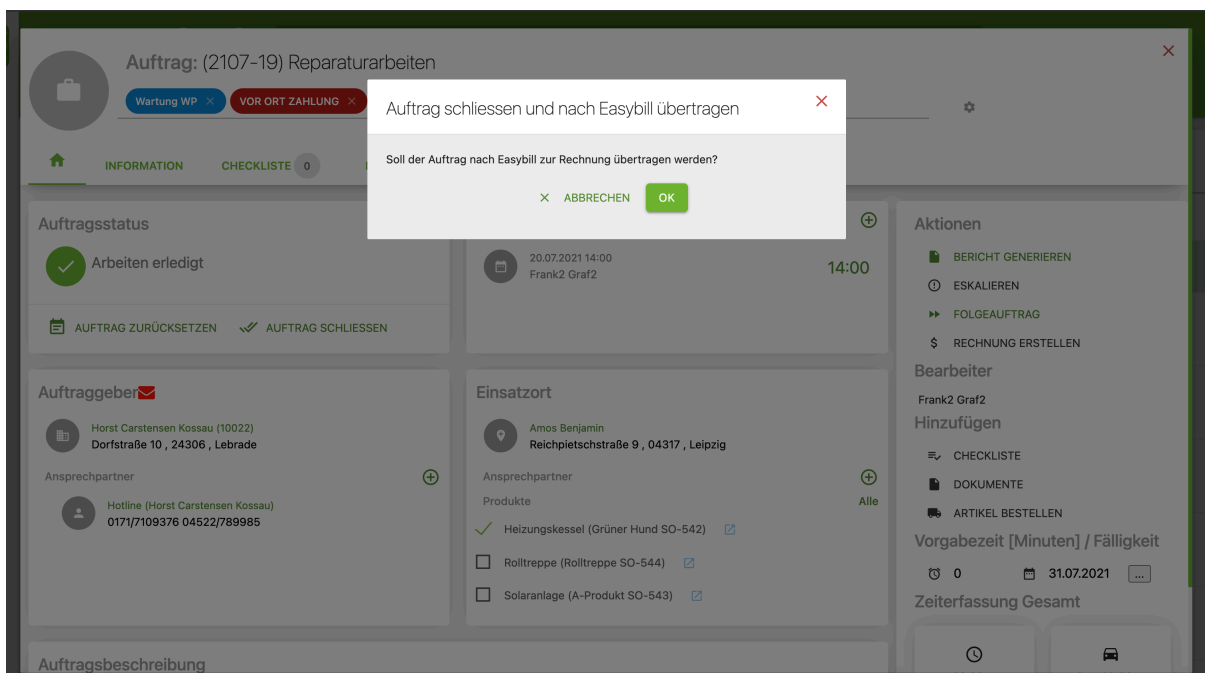 Auftrag: (2107-19) Reparaturarbeiten
Wartung WP
VOR ORT ZAHLUNG
INFORMATION
CHECKLISTE 0
Auftrag schliessen und nach Easybill übertragen
Soll der Auftrag nach Easybill zur Rechnung übertragen werden?
ABBRECHEN
OK
Auftragsstatus
Arbeiten erledigt
AUFTRAG ZURÜCKSETZEN
AUFTRAG SCHLIESSEN
20.07.2021 14:00
Frank2 Graf2
14:00
Auftraggeber
Horst Carstensen Kossau (10022)
Dorfstraße 10 , 24306 , Lebrade
Ansprechpartner
Hotline (Horst Carstensen Kossau)
0171/7109376 04522/789985
Einsatzort
Amos Benjamin
Reichpietschstraße 9 , 04317 , Leipzig
Ansprechpartner
Produkte
Alle
Heizungskessel (Grüner Hund SO-542)
Rolltreppe (Rolltreppe SO-544)
Solaranlage (A-Produkt SO-543)
Auftragsbeschreibung
Aktionen
BERICHT GENERIEREN
ESKALIEREN
FOLGEAUFTRAG
RECHNUNG ERSTELLEN
Bearbeiter
Frank2 Graf2
Hinzufügen
CHECKLISTE
DOKUMENTE
ARTIKEL BESTELLEN
Vorgabezeit [Minuten] / Fälligkeit
0
31.07.2021
...
Zeiterfassung Gesamt